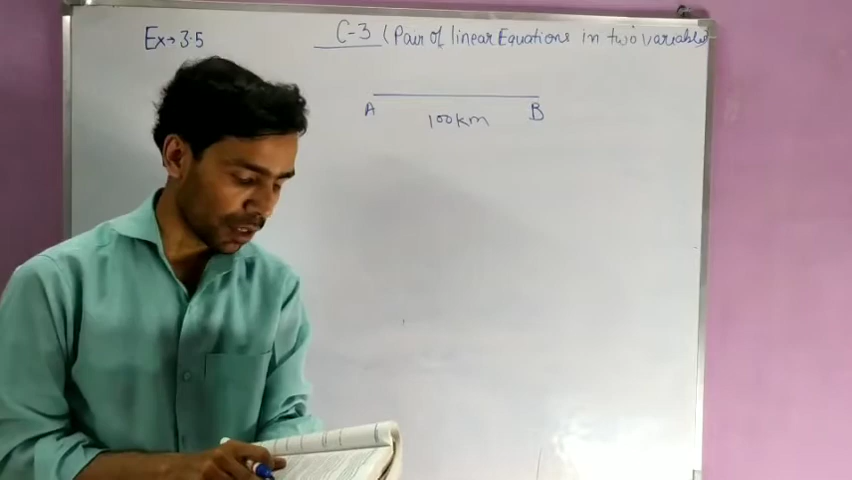 Ex→3.5
C-3 (Pair of linear Equations in two variables)
A B
100km